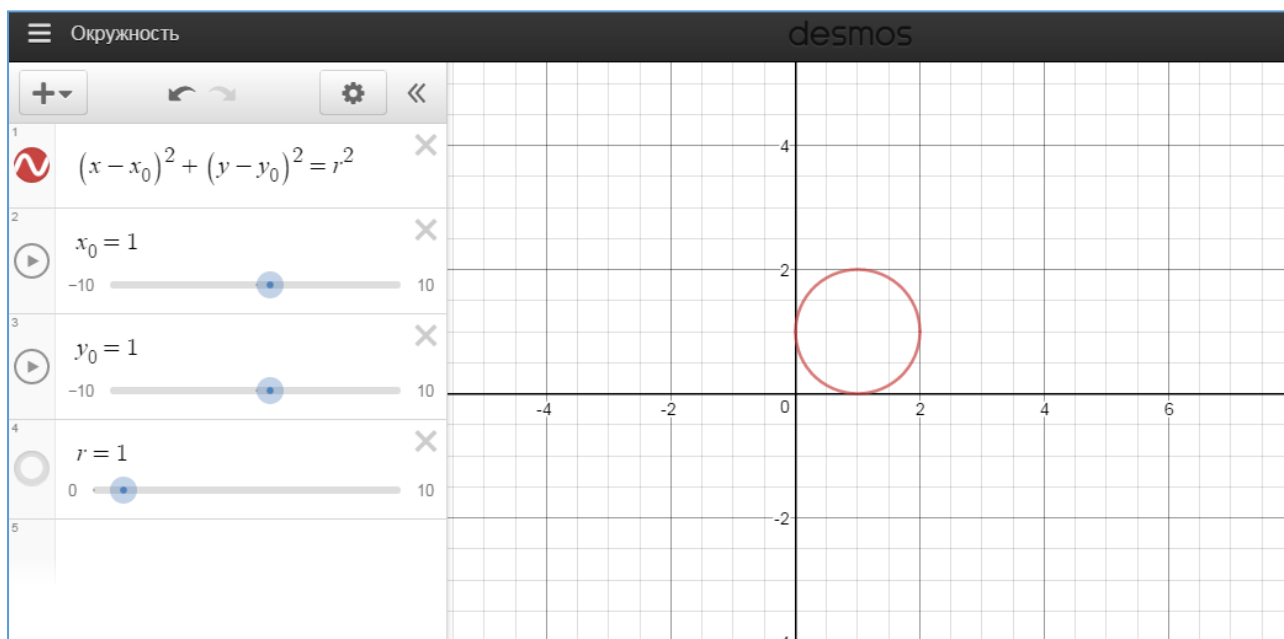 Окружность
desmos
1
(x − x₀)² + (y − y₀)² = r²
2
x₀ = 1
−10 10
3
y₀ = 1
−10 10
4
r = 1
0 10
5
4
2
-4 -2 0 2 4 6
-2